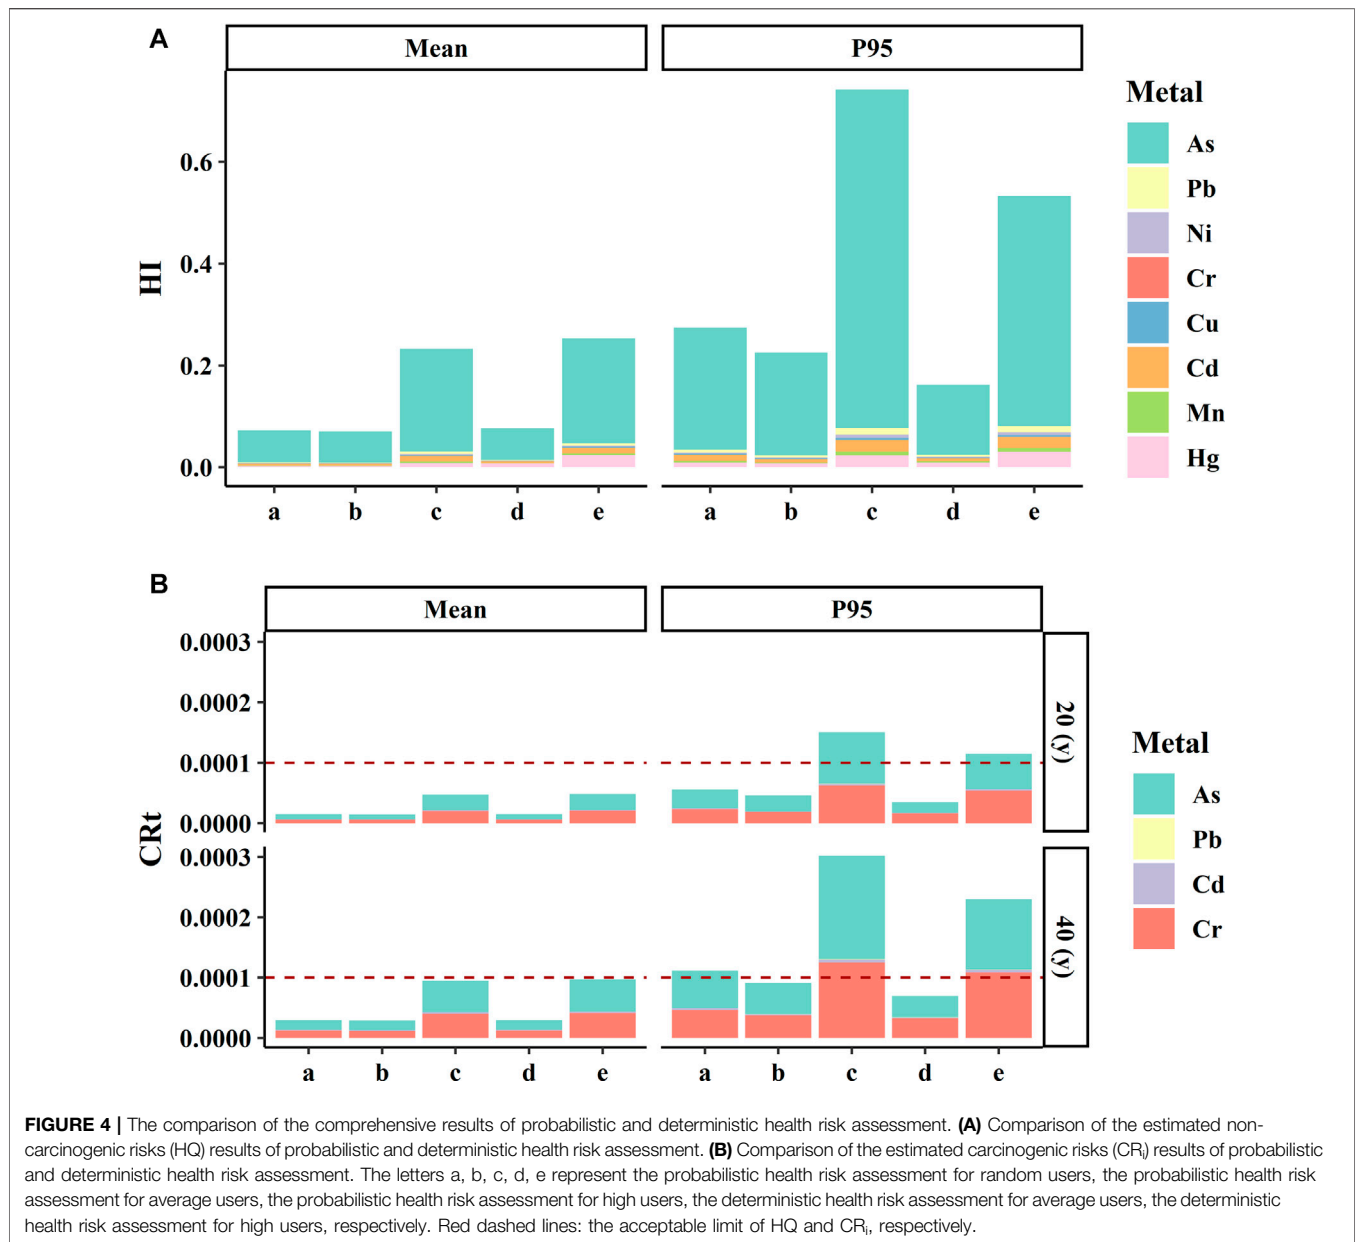 A
Mean P95
HI
0.6
0.4
0.2
0.0
a b c d e a b c d e
Metal
As
Pb
Ni
Cr
Cu
Cd
Mn
Hg
B
Mean P95
CRt
0.0003
0.0002
0.0001
0.0000
20 (y)
0.0003
0.0002
0.0001
0.0000
40 (y)
a b c d e a b c d e
Metal
As
Pb
Cd
Cr
FIGURE 4 | The comparison of the comprehensive results of probabilistic and deterministic health risk assessment. (A) Comparison of the estimated non-
carcinogenic risks (HQ) results of probabilistic and deterministic health risk assessment. (B) Comparison of the estimated carcinogenic risks (CRi) results of probabilistic
and deterministic health risk assessment. The letters a, b, c, d, e represent the probabilistic health risk assessment for random users, the probabilistic health risk
assessment for average users, the probabilistic health risk assessment for high users, the deterministic health risk assessment for average users, the deterministic
health risk assessment for high users, respectively. Red dashed lines: the acceptable limit of HQ and CRi, respectively.